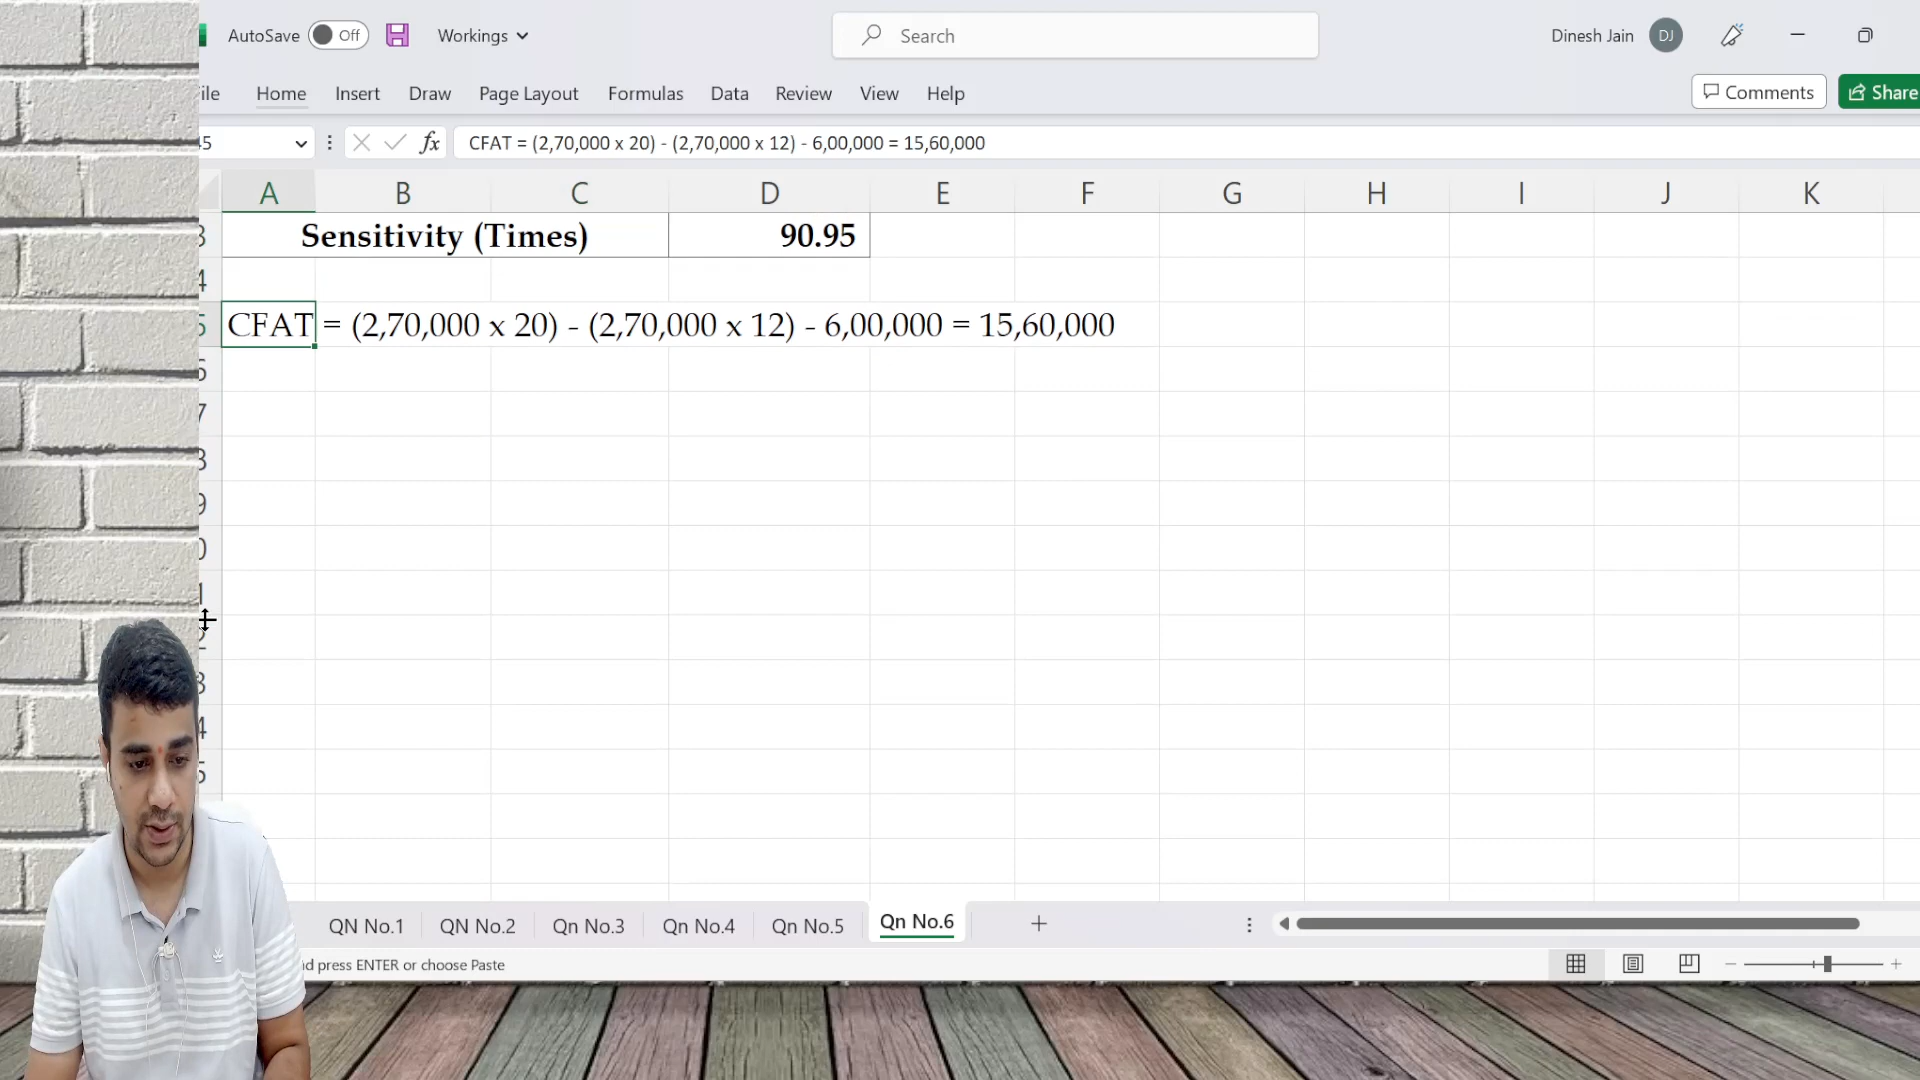 AutoSave Off Workings Search Dinesh Jain DJ
Home Insert Draw Page Layout Formulas Data Review View Help Comments Share
fx CFAT = (2,70,000 x 20) - (2,70,000 x 12) - 6,00,000 = 15,60,000
A B C D E F G H I J K
Sensitivity (Times) 90.95
CFAT = (2,70,000 x 20) - (2,70,000 x 12) - 6,00,000 = 15,60,000
QN No.1 QN No.2 Qn No.3 Qn No.4 Qn No.5 Qn No.6
press ENTER or choose Paste